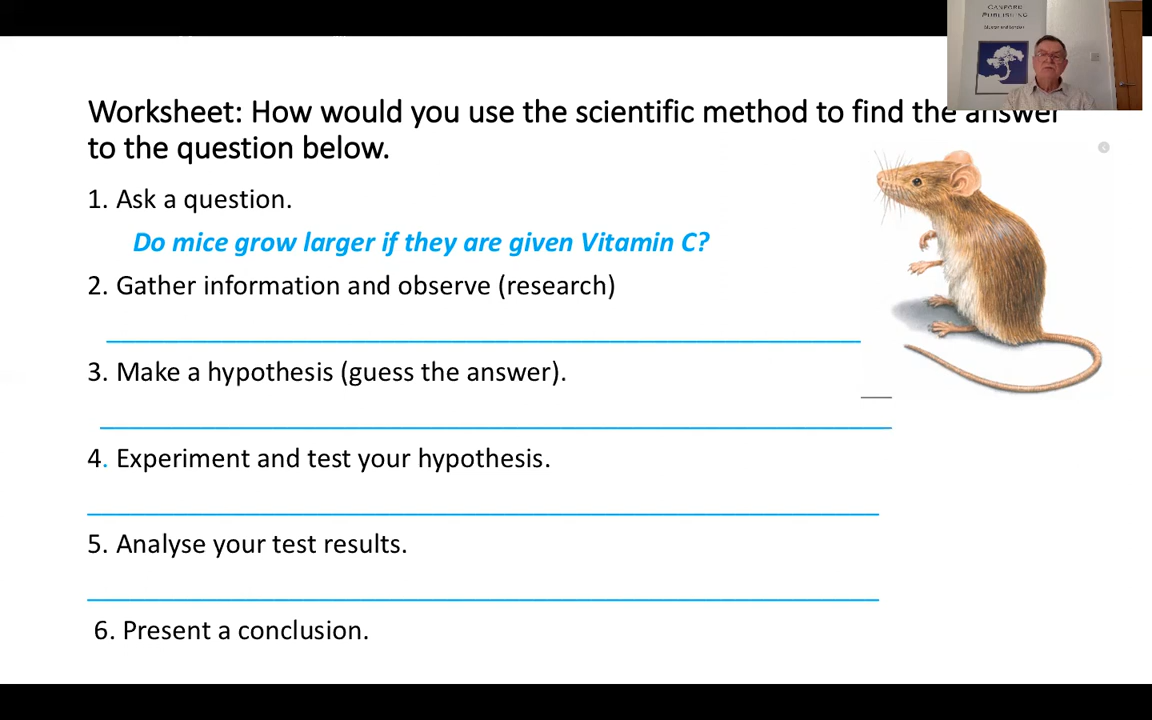 CANFORD
PUBLISHING
Worksheet: How would you use the scientific method to find the answer
to the question below.
1. Ask a question.
Do mice grow larger if they are given Vitamin C?
2. Gather information and observe (research)
3. Make a hypothesis (guess the answer).
4. Experiment and test your hypothesis.
5. Analyse your test results.
6. Present a conclusion.